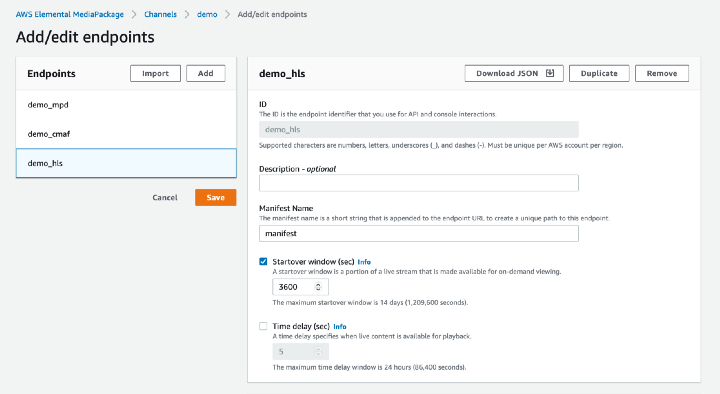 AWS Elemental MediaPackage > Channels > demo > Add/edit endpoints
Add/edit endpoints
Endpoints
Import
Add
demo_mpd
demo_cmaf
demo_hls
Cancel
Save
demo_hls
Download JSON
Duplicate
Remove
ID
The ID is the endpoint identifier that you use for API and console interactions.
demo_hls
Supported characters are numbers, letters, underscores (_), and dashes (-). Must be unique per AWS account per region.
Description - optional
Manifest Name
The manifest name is a short string that is appended to the endpoint URL to create a unique path to this endpoint.
manifest
Startover window (sec) Info
A startover window is a portion of a live stream that is made available for on-demand viewing.
3600
The maximum startover window is 14 days (1,209,600 seconds).
Time delay (sec) Info
A time delay specifies when live content is available for playback.
5
The maximum time delay window is 24 hours (86,400 seconds).